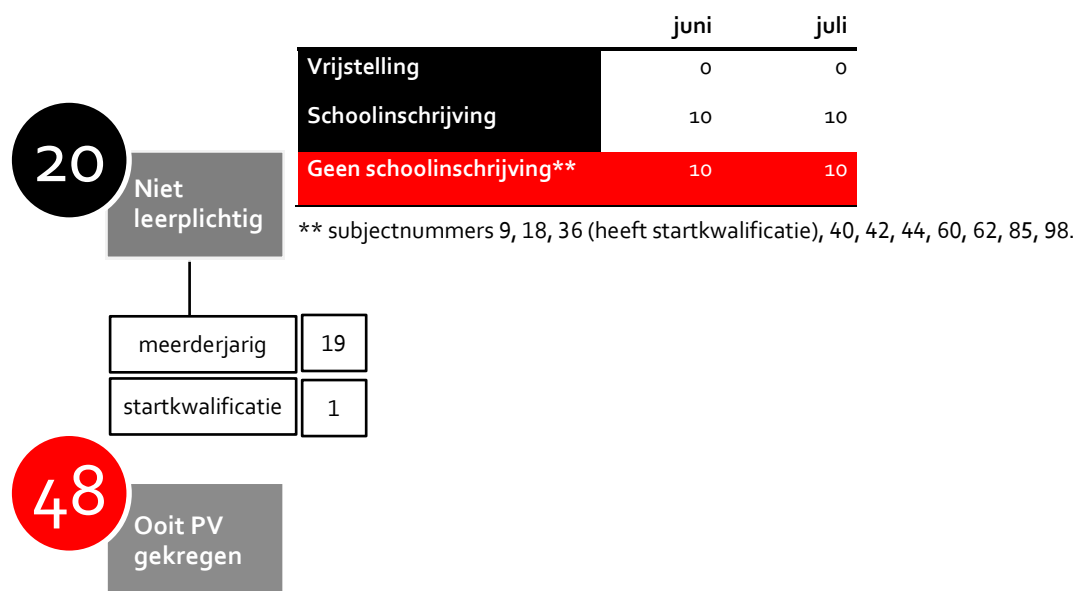 juni juli
Vrijstelling 0 0
Schoolinschrijving 10 10
Geen schoolinschrijving** 10 10
20
Niet
leerplichtig
** subjectnummers 9, 18, 36 (heeft startkwalificatie), 40, 42, 44, 60, 62, 85, 98.
meerderjarig 19
startkwalificatie 1
48
Ooit PV
gekregen